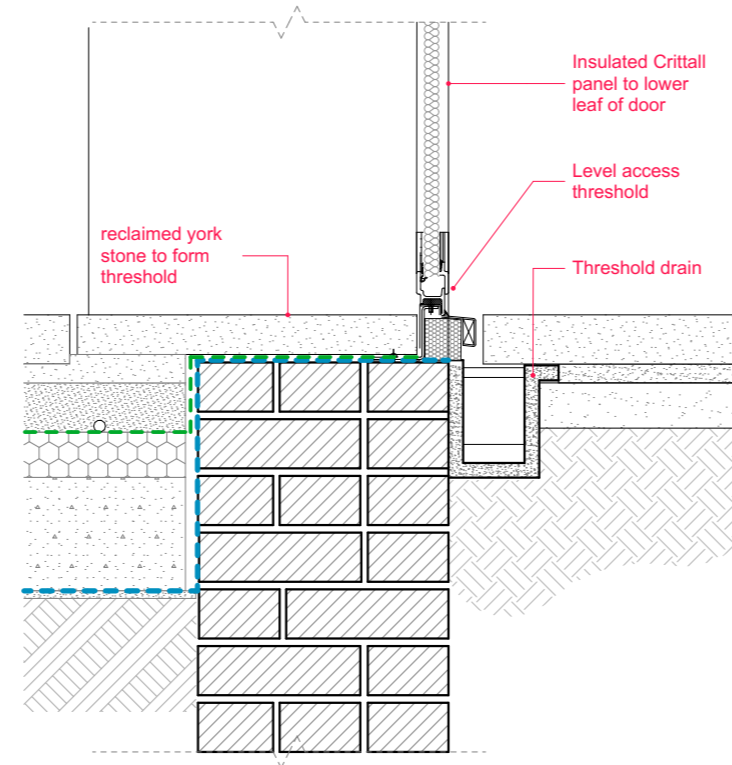 Insulated Crittall
panel to lower
leaf of door
Level access
threshold
reclaimed york
stone to form
threshold
Threshold drain